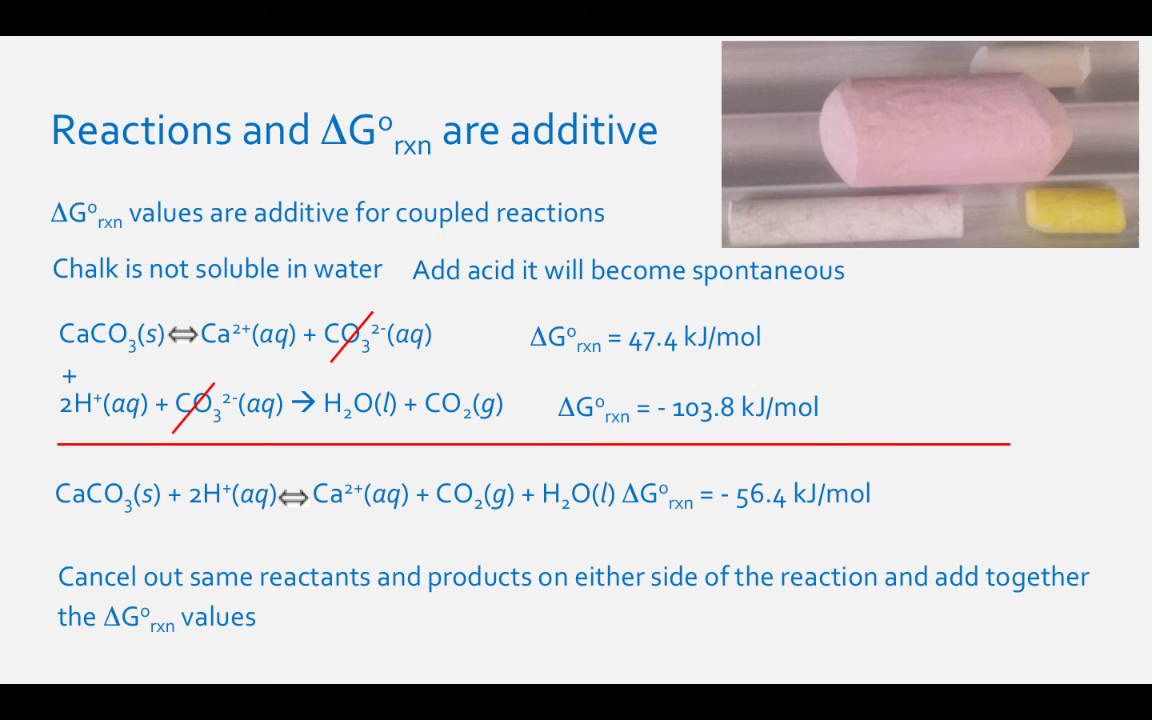 Reactions and ΔG°rxn are additive
ΔG°rxn values are additive for coupled reactions
Chalk is not soluble in water Add acid it will become spontaneous
CaCO₃(s)⇔Ca²⁺(aq) + CO₃²⁻(aq) ΔG°rxn = 47.4 kJ/mol
+
2H⁺(aq) + CO₃²⁻(aq) → H₂O(l) + CO₂(g) ΔG°rxn = - 103.8 kJ/mol
CaCO₃(s) + 2H⁺(aq)⇔Ca²⁺(aq) + CO₂(g) + H₂O(l) ΔG°rxn = - 56.4 kJ/mol
Cancel out same reactants and products on either side of the reaction and add together
the ΔG°rxn values